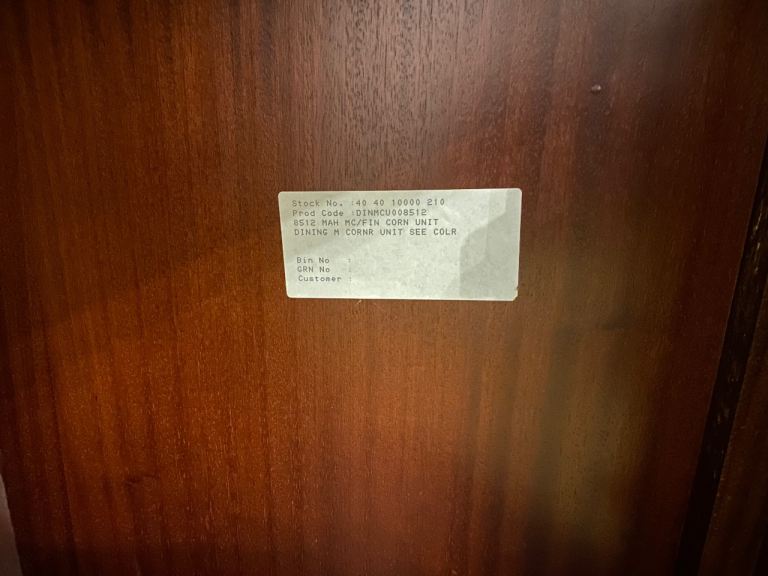 Stock No. :40 40 10000 210
Prod Code :DINMCU008512
8512 MAH MC/FIN CORN UNIT
DINING M CORNR UNIT SEE COLR
Bin No :
GRN No :
Customer :